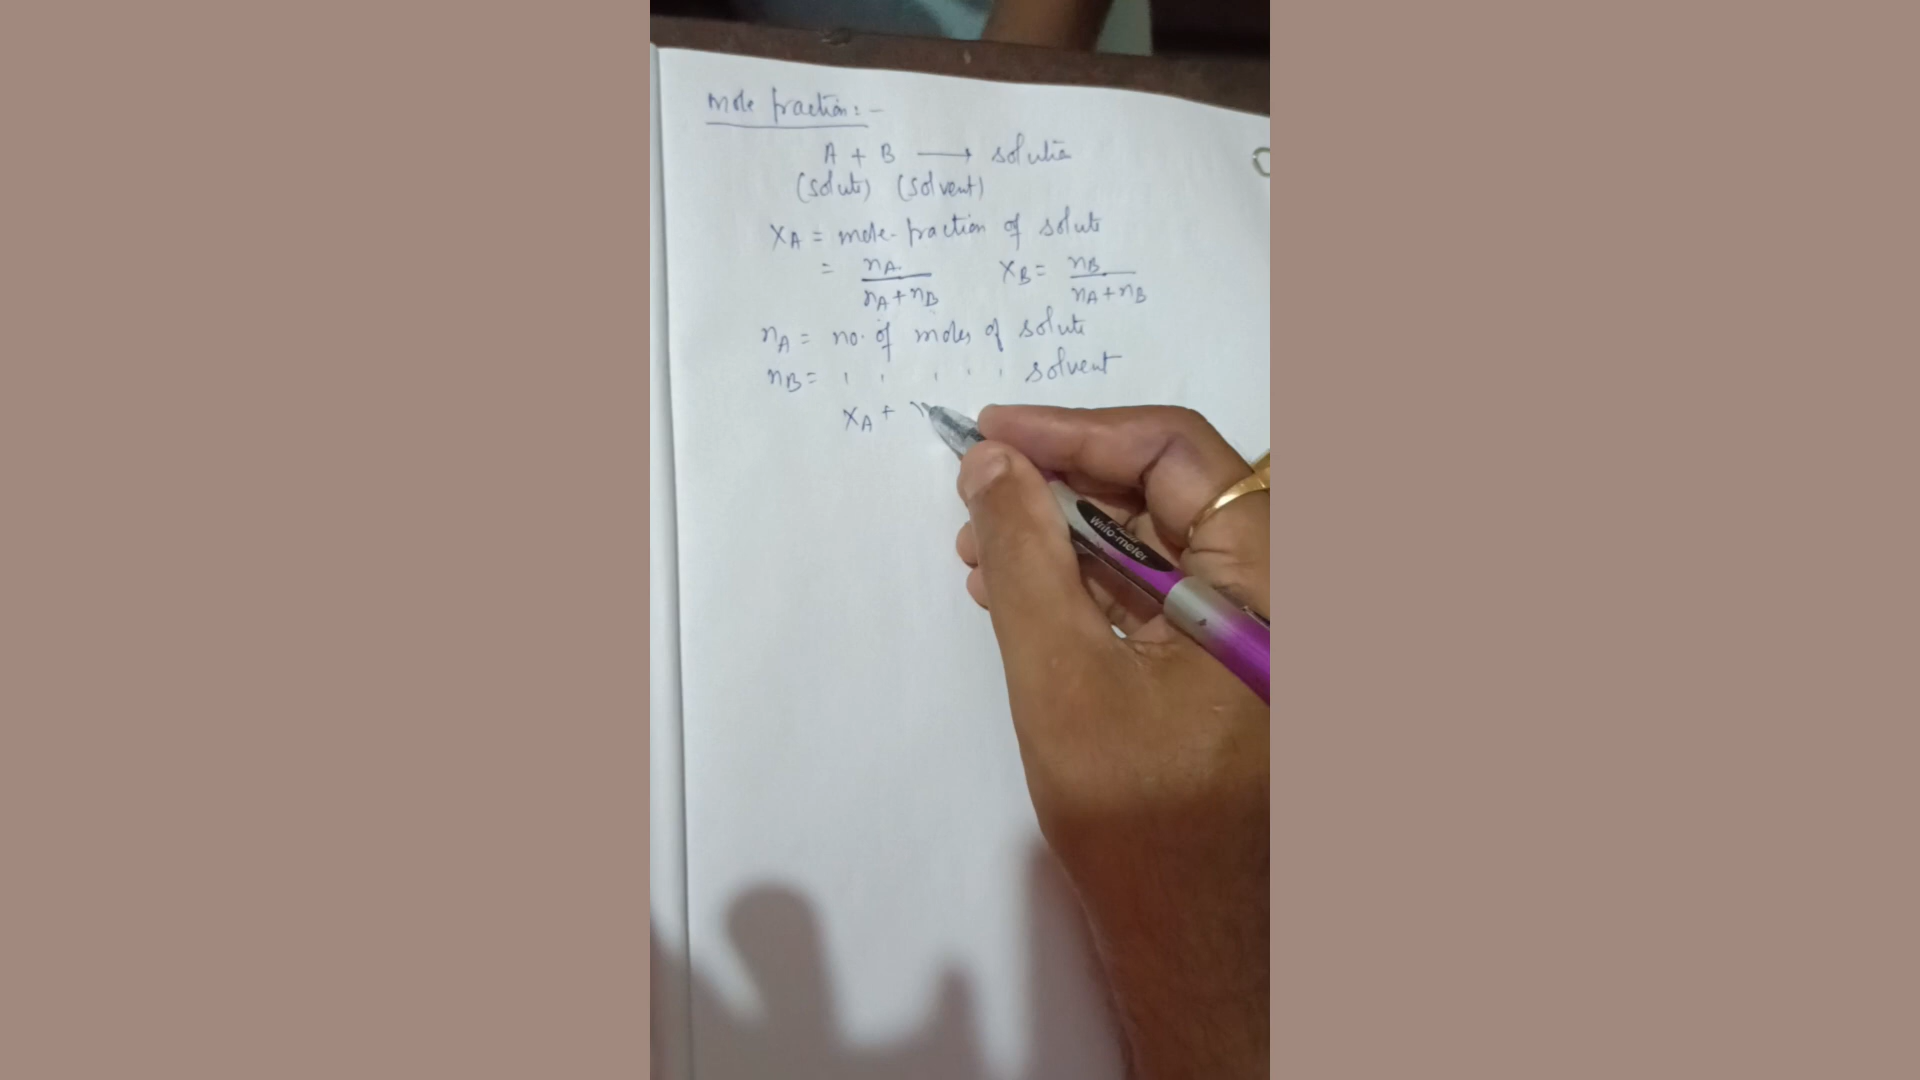 Mole fraction:-
A + B ⟶ solution
(solute) (solvent)
XA = mole-fraction of solute
= nA / nA+nB XB = nB / nA+nB
nA = no. of moles of solute
nB = ' ' ' ' ' solvent
XA +
Write-meter